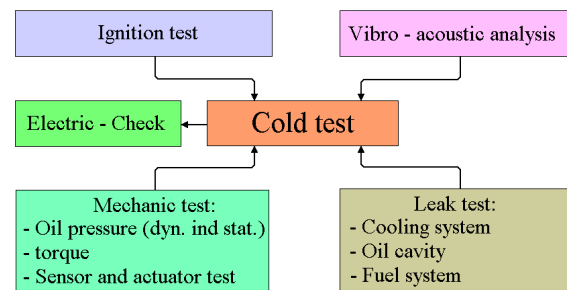 Ignition test
Vibro - acoustic analysis
Electric - Check
Cold test
Mechanic test:
- Oil pressure (dyn. ind stat.)
- torque
- Sensor and actuator test
Leak test:
- Cooling system
- Oil cavity
- Fuel system